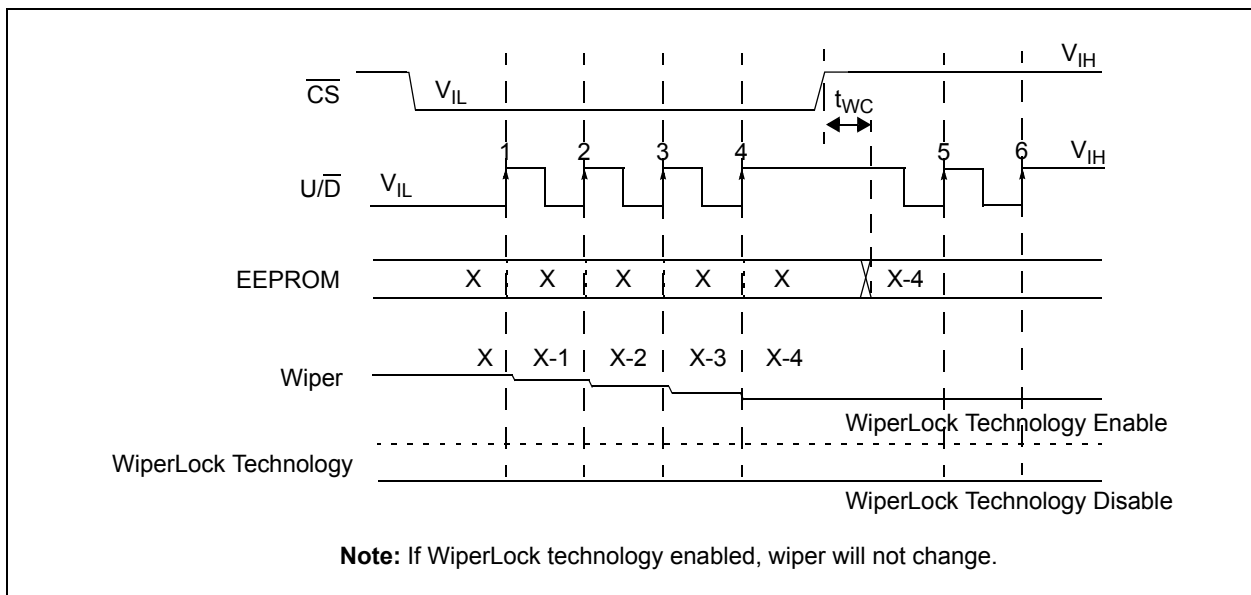 V_IH
CS
V_IL
t_WC
1 2 3 4 5 6
V_IH
U/D
V_IL
EEPROM
X X X X X X-4
X X-1 X-2 X-3 X-4
Wiper
WiperLock Technology Enable
WiperLock Technology
WiperLock Technology Disable
Note: If WiperLock technology enabled, wiper will not change.